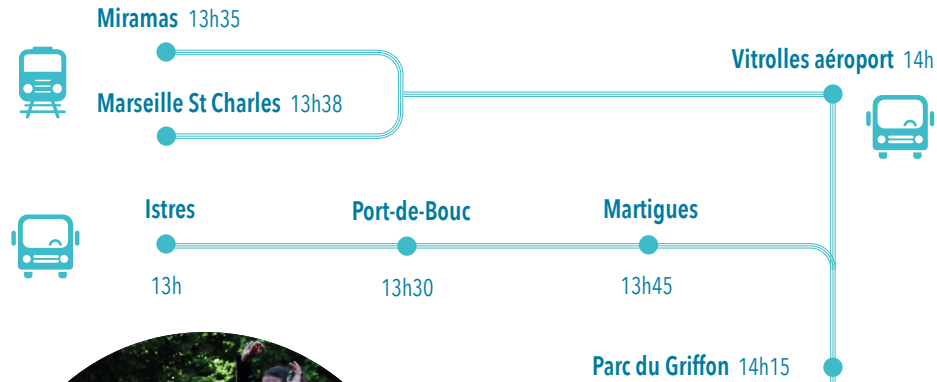 Miramas 13h35
Vitrolles aéroport 14h
Marseille St Charles 13h38
Istres
Port-de-Bouc
Martigues
13h
13h30
13h45
Parc du Griffon 14h15